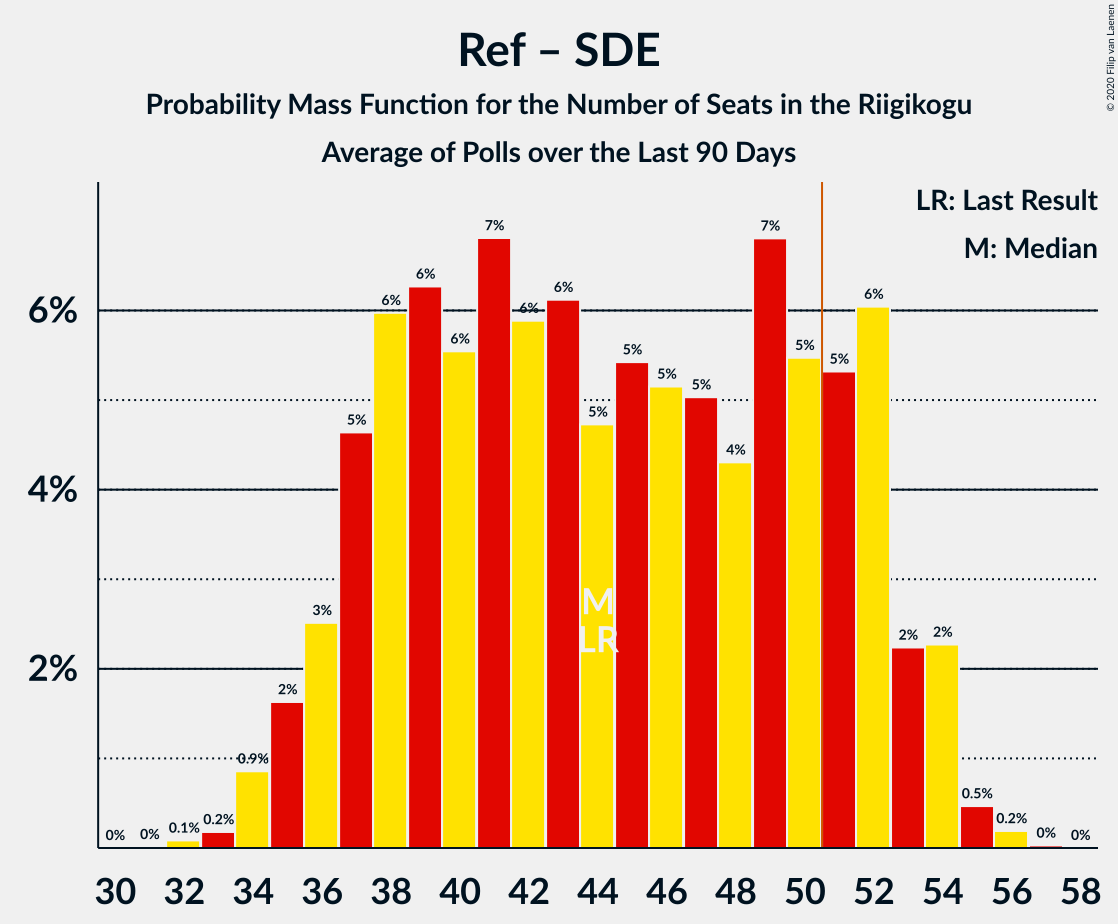 Ref – SDE
Probability Mass Function for the Number of Seats in the Riigikogu
Average of Polls over the Last 90 Days
© 2020 Filip van Laenen
LR: Last Result
M: Median
6%
4%
2%
0% 0% 0.1% 0.2% 0.9% 2% 3% 5% 6% 6% 6% 7% 6% 6% 5% 5% 5% 5% 4% 7% 5% 5% 6% 2% 2% 0.5% 0.2% 0% 0%
M
LR
30 32 34 36 38 40 42 44 46 48 50 52 54 56 58